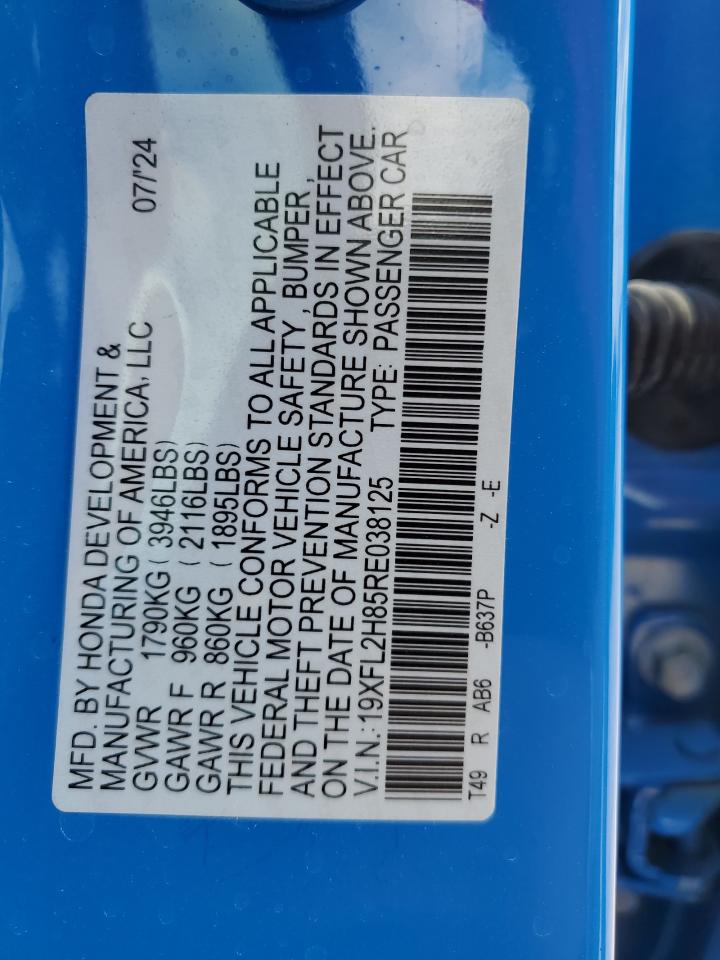 MFD. BY HONDA DEVELOPMENT &
MANUFACTURING OF AMERICA, LLC 07/'24
GVWR 1790KG ( 3946LBS)
GAWR F 960KG ( 2116LBS)
GAWR R 860KG ( 1895LBS)
THIS VEHICLE CONFORMS TO ALL APPLICABLE
FEDERAL MOTOR VEHICLE SAFETY , BUMPER ,
AND THEFT PREVENTION STANDARDS IN EFFECT
ON THE DATE OF MANUFACTURE SHOWN ABOVE.
V.I.N.:19XFL2H85RE038125 TYPE: PASSENGER CAR
T49 R AB6 -B637P -Z -E